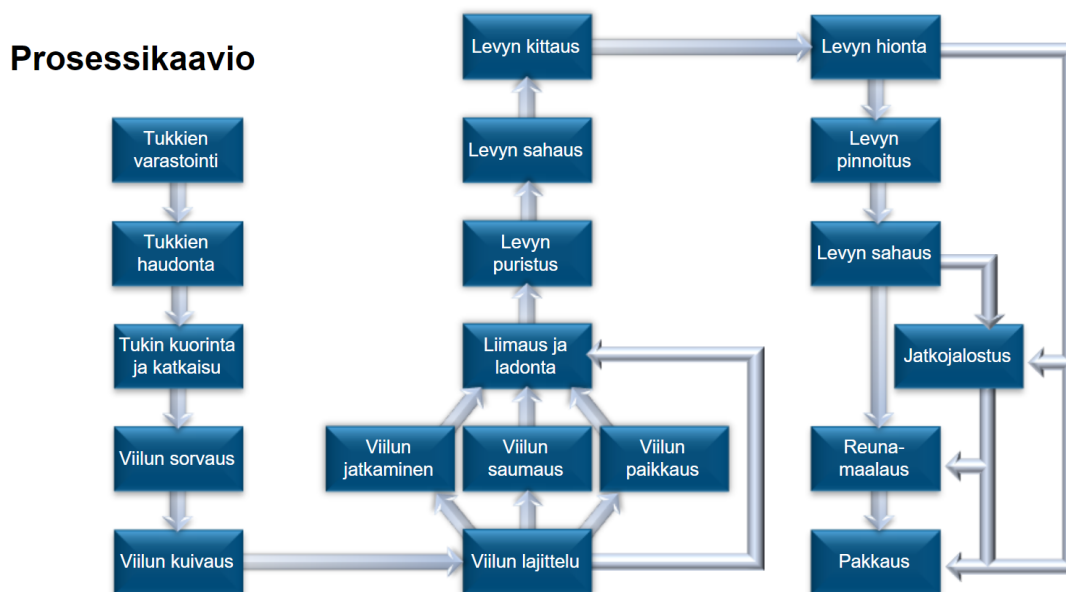 Prosessikaavio
Tukkien
varastointi
Tukkien
haudonta
Tukin kuorinta
ja katkaisu
Viilun sorvaus
Viilun kuivaus
Viilun lajittelu
Viilun
jatkaminen
Viilun
saumaus
Viilun
paikkaus
Liimaus ja
ladonta
Levyn
puristus
Levyn sahaus
Levyn kittaus
Levyn hionta
Levyn
pinnoitus
Levyn sahaus
Jatkojalostus
Reuna-
maalaus
Pakkaus